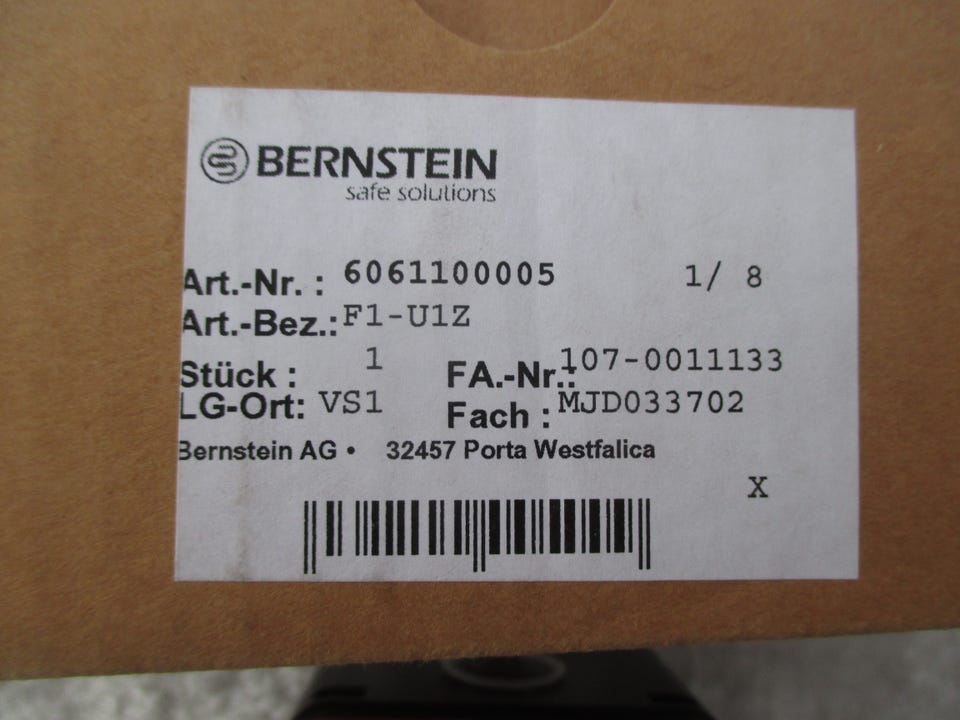 BERNSTEIN
safe solutions
Art.-Nr. : 6061100005 1/ 8
Art.-Bez.: F1-U1Z
Stück : 1 FA.-Nr.: 107-0011133
LG-Ort: VS1 Fach : MJD033702
Bernstein AG • 32457 Porta Westfalica
X